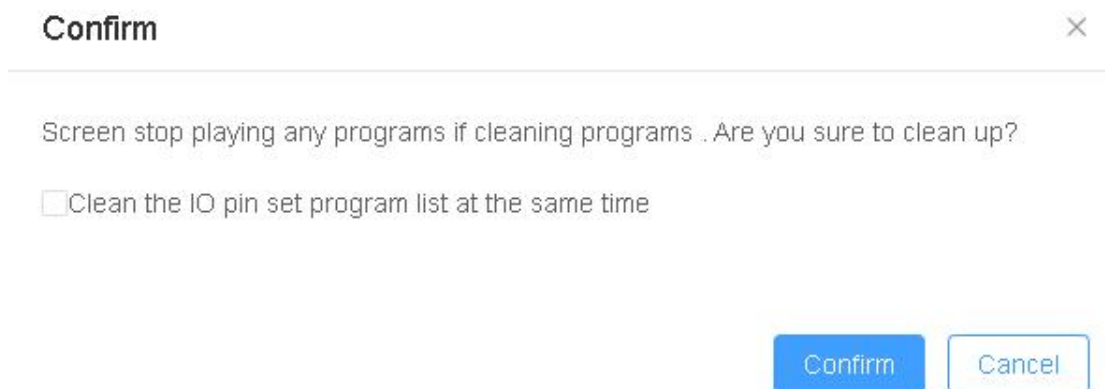 Confirm
Screen stop playing any programs if cleaning programs . Are you sure to clean up?
Clean the IO pin set program list at the same time
Confirm
Cancel